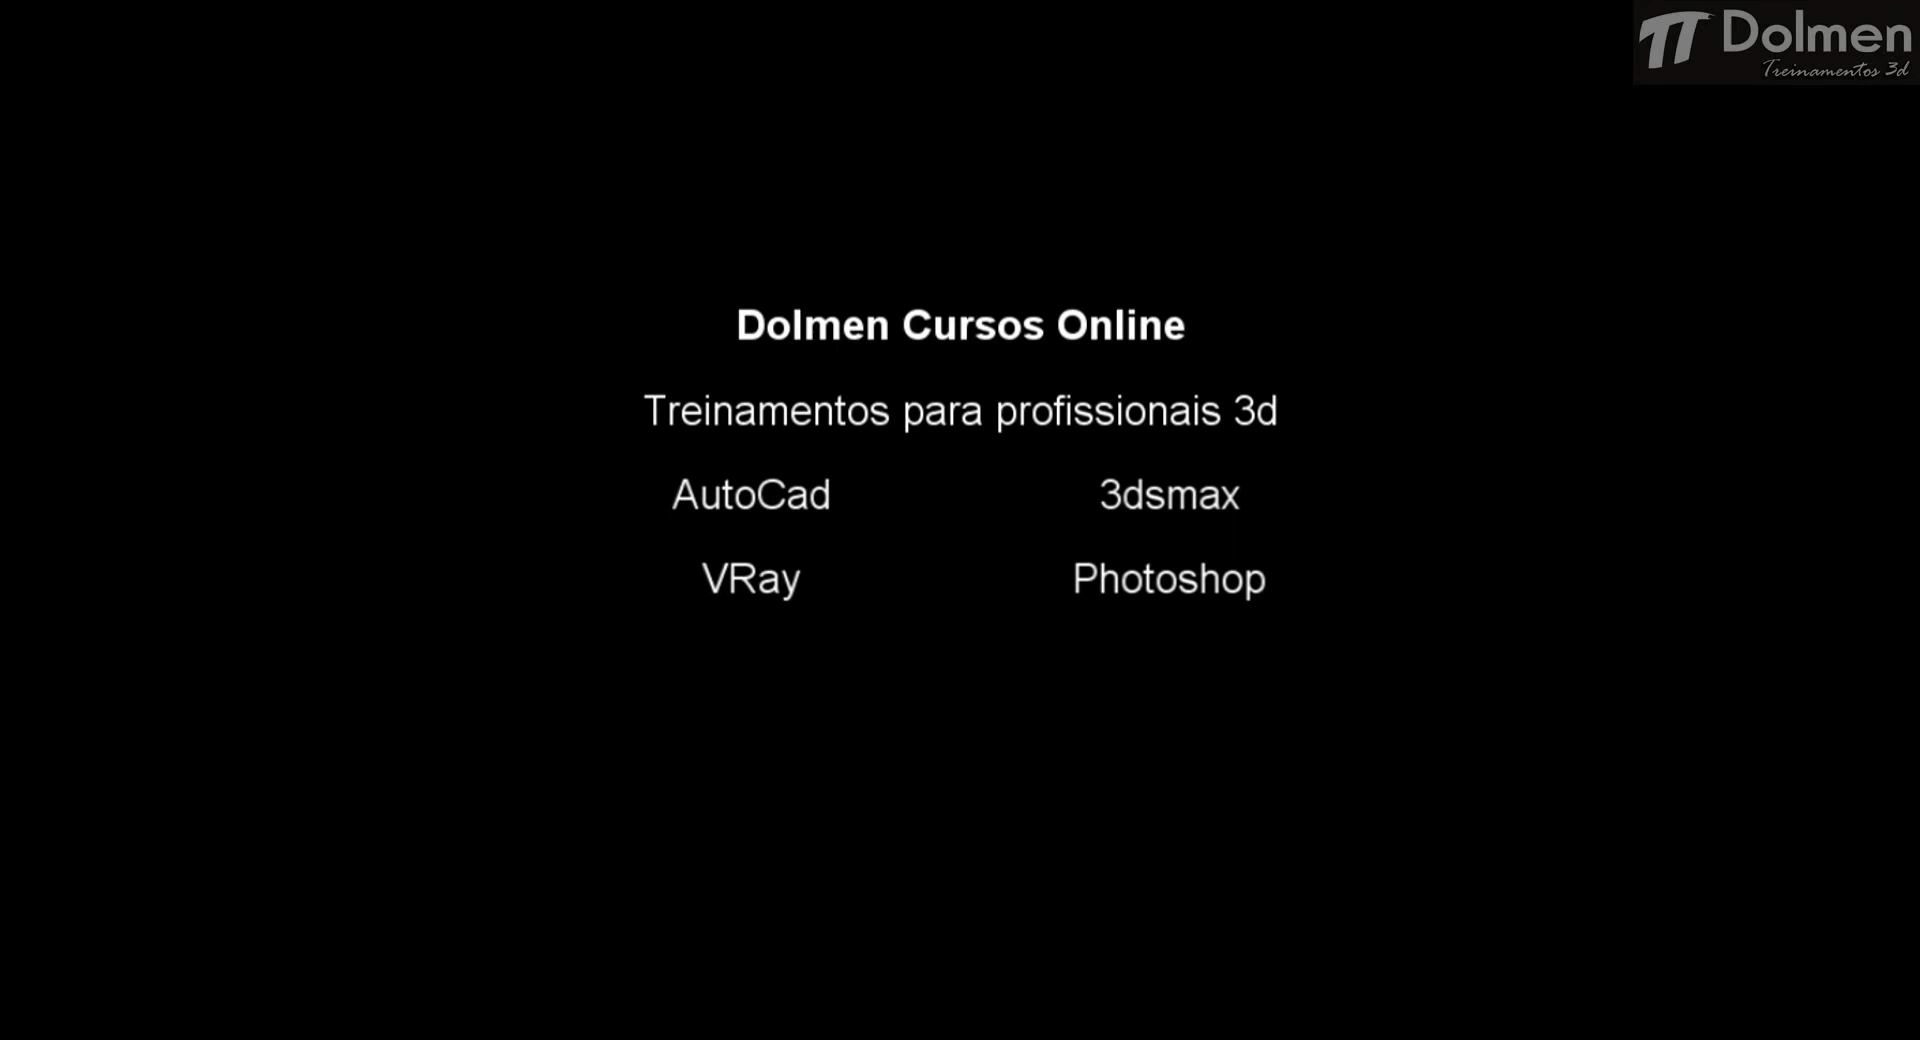 Dolmen
Treinamentos 3d
Dolmen Cursos Online
Treinamentos para profissionais 3d
AutoCad 3dsmax
VRay Photoshop